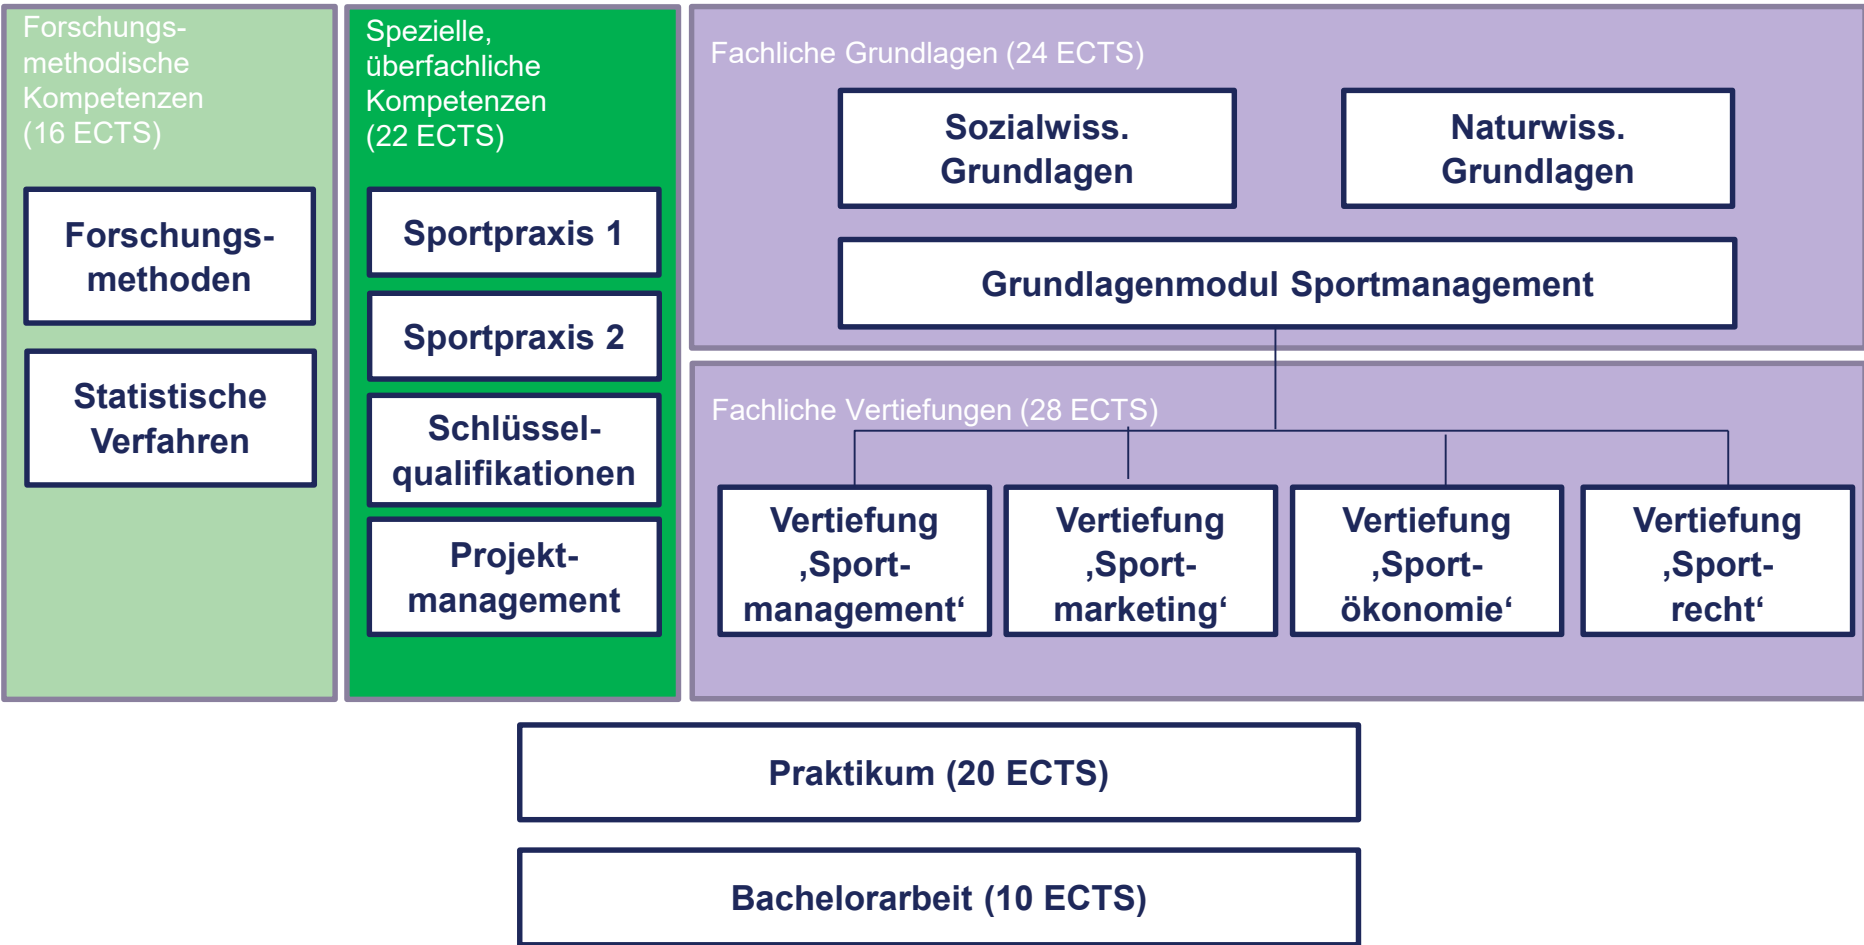 Forschungs-
methodische
Kompetenzen
(16 ECTS)
Forschungs-
methoden
Statistische
Verfahren
Spezielle,
überfachliche
Kompetenzen
(22 ECTS)
Sportpraxis 1
Sportpraxis 2
Schlüssel-
qualifikationen
Projekt-
management
Fachliche Grundlagen (24 ECTS)
Sozialwiss.
Grundlagen
Naturwiss.
Grundlagen
Grundlagenmodul Sportmanagement
Fachliche Vertiefungen (28 ECTS)
Vertiefung
‚Sport-
management‘
Vertiefung
‚Sport-
marketing‘
Vertiefung
‚Sport-
ökonomie‘
Vertiefung
‚Sport-
recht‘
Praktikum (20 ECTS)
Bachelorarbeit (10 ECTS)